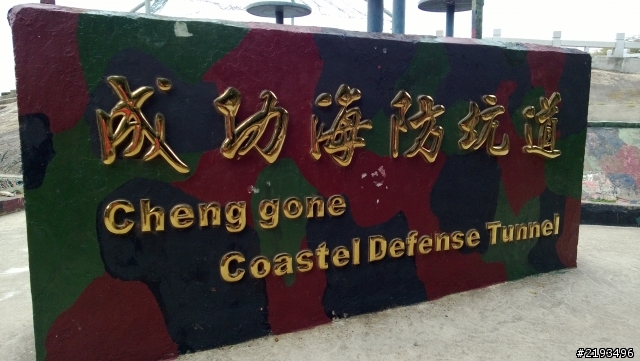 成功海防坑道
Cheng gone
Coastel Defense Tunnel
#2193496